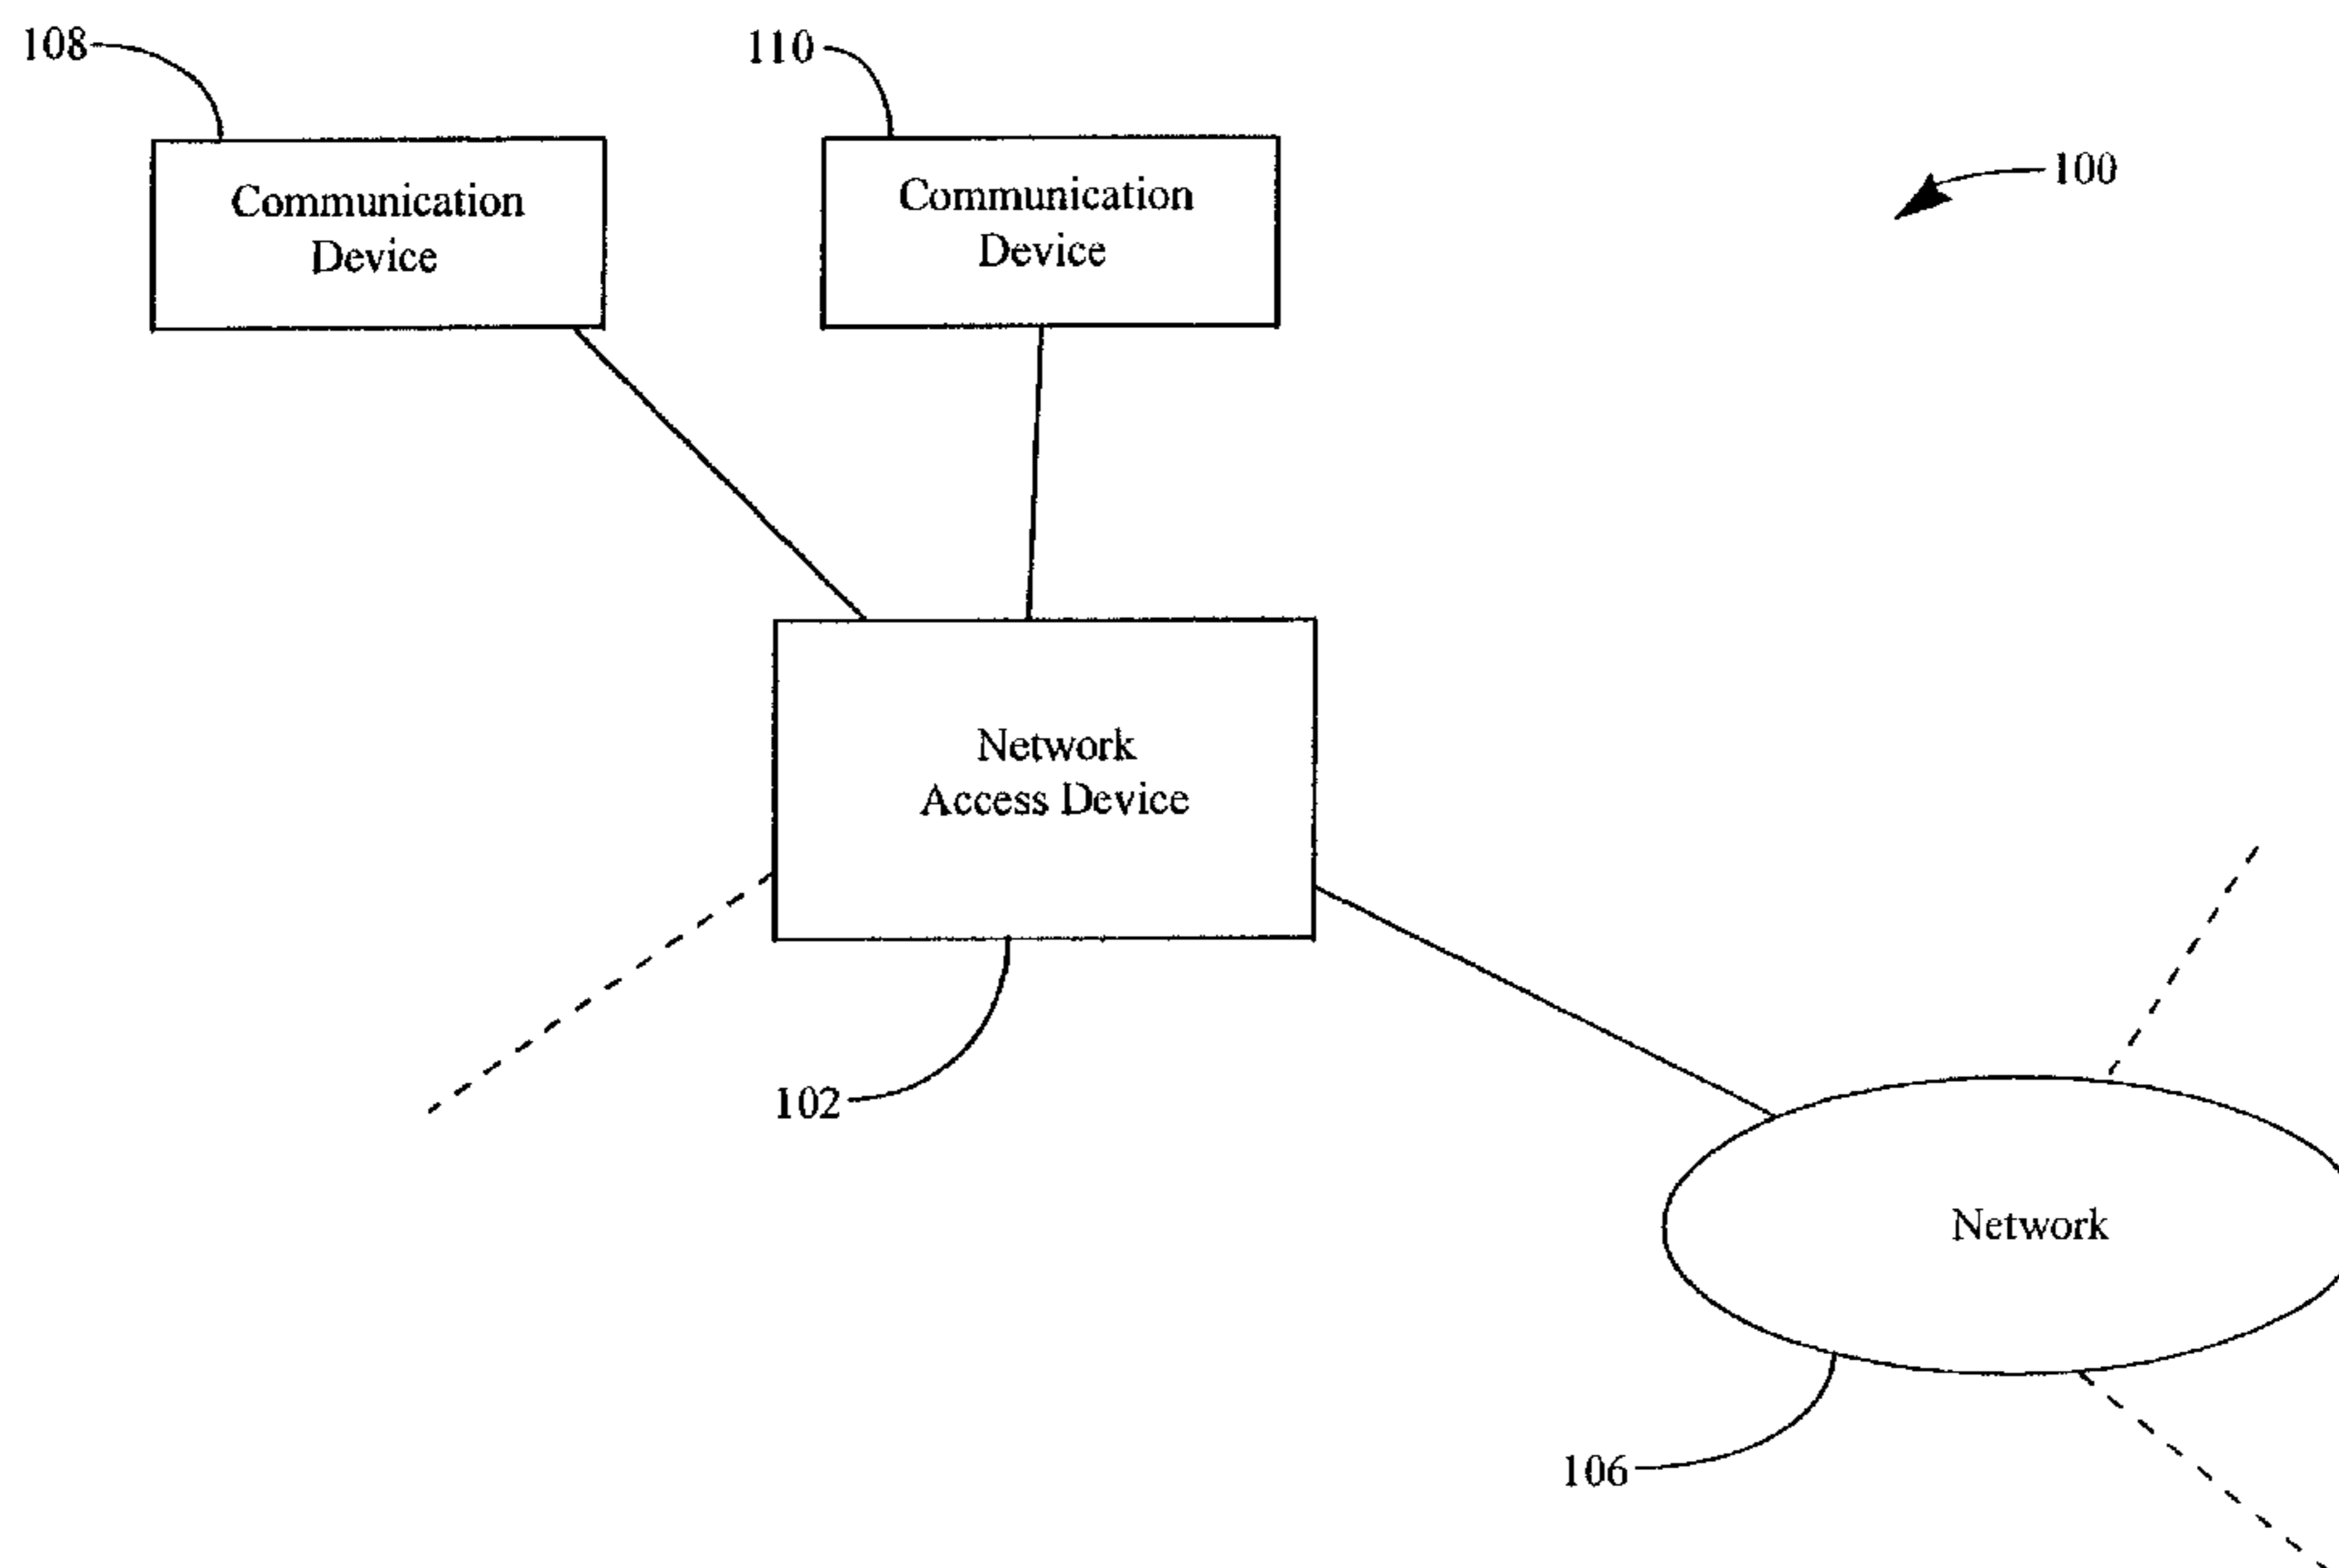 108
110
100
Communication
Device
Communication
Device
Network
Access Device
102
Network
106